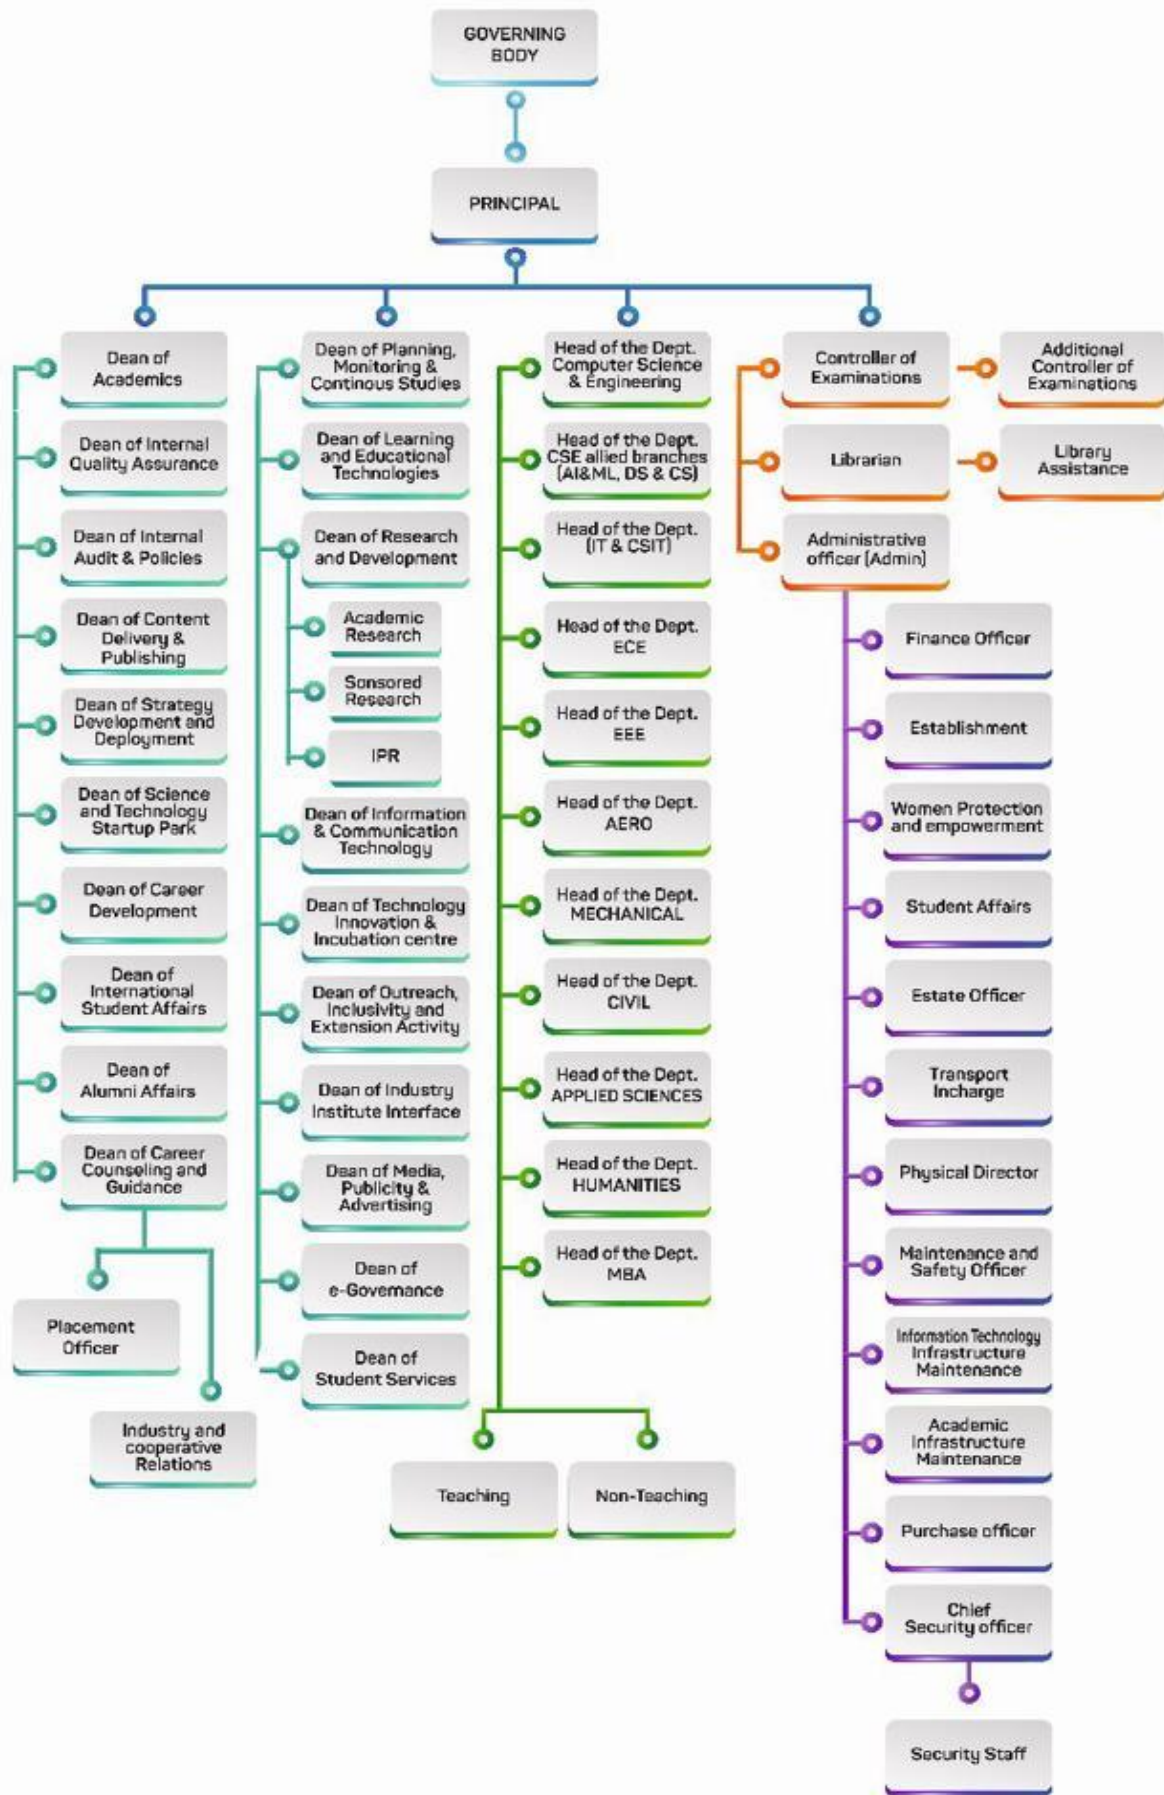 GOVERNING
BODY
PRINCIPAL
Dean of
Academics
Dean of Internal
Quality Assurance
Dean of Internal
Audit & Policies
Dean of Content
Delivery &
Publishing
Dean of Strategy
Development and
Deployment
Dean of Science
and Technology
Startup Park
Dean of Career
Development
Dean of
International
Student Affairs
Dean of
Alumni Affairs
Dean of Career
Counseling and
Guidance
Placement
Officer
Industry and
cooperative
Relations
Dean of Planning,
Monitoring &
Continous Studies
Dean of Learning
and Educational
Technologies
Dean of Research
and Development
Academic
Research
Sonsored
Research
IPR
Dean of Information
& Communication
Technology
Dean of Technology
Innovation &
Incubation centre
Dean of Outreach,
Inclusivity and
Extension Activity
Dean of Industry
Institute Interface
Dean of Media,
Publicity &
Advertising
Dean of
e-Governance
Dean of
Student Services
Head of the Dept.
Computer Science
& Engineering
Head of the Dept.
CSE allied branches
(AI&ML, DS & CS)
Head of the Dept.
(IT & CSIT)
Head of the Dept.
ECE
Head of the Dept.
EEE
Head of the Dept.
AERO
Head of the Dept.
MECHANICAL
Head of the Dept.
CIVIL
Head of the Dept.
APPLIED SCIENCES
Head of the Dept.
HUMANITIES
Head of the Dept.
MBA
Teaching
Non-Teaching
Controller of
Examinations
Additional
Controller of
Examinations
Librarian
Library
Assistance
Administrative
officer (Admin)
Finance Officer
Establishment
Women Protection
and empowerment
Student Affairs
Estate Officer
Transport
Incharge
Physical Director
Maintenance and
Safety Officer
Information Technology
Infrastructure
Maintenance
Academic
Infrastructure
Maintenance
Purchase officer
Chief
Security officer
Security Staff